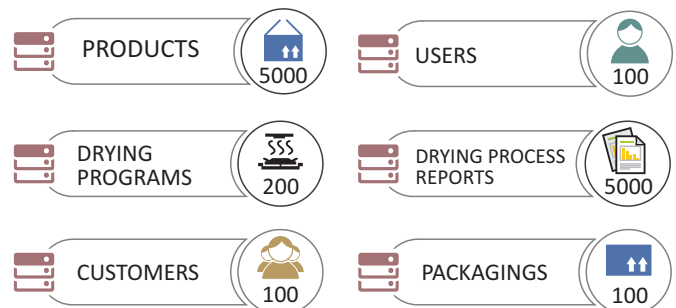 PRODUCTS
5000
USERS
100
DRYING
PROGRAMS
200
DRYING PROCESS
REPORTS
5000
CUSTOMERS
100
PACKAGINGS
100